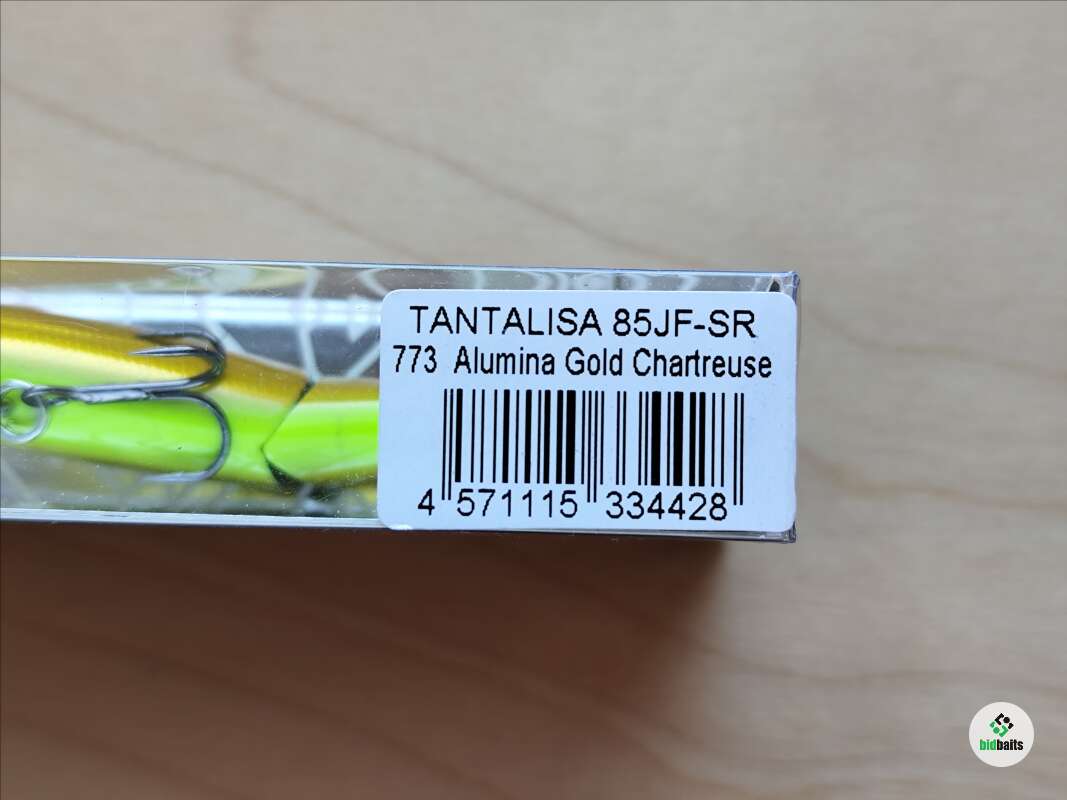 TANTALISA 85JF-SR
773 Alumina Gold Chartreuse
4 571115 334428
bidbaits